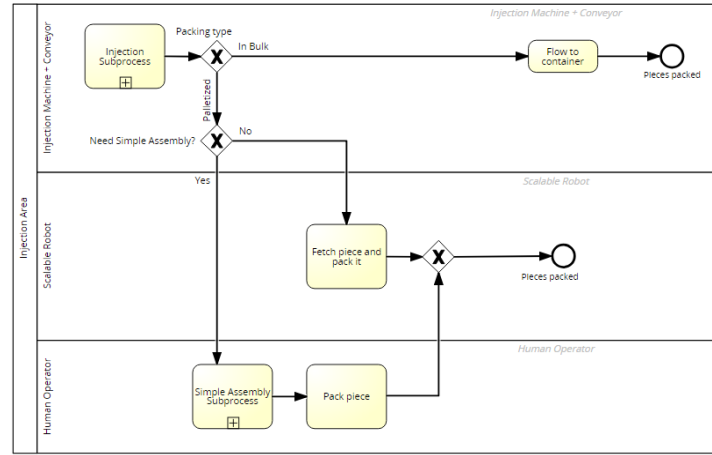 Injection Area
Injection Machine + Conveyor
Injection Machine + Conveyor
Packing type
Injection
Subprocess
In Bulk
Flow to
container
Pieces packed
Palletized
Need Simple Assembly?
No
Yes
Scalable Robot
Scalable Robot
Fetch piece and
pack it
Pieces packed
Human Operator
Human Operator
Simple Assembly
Subprocess
Pack piece